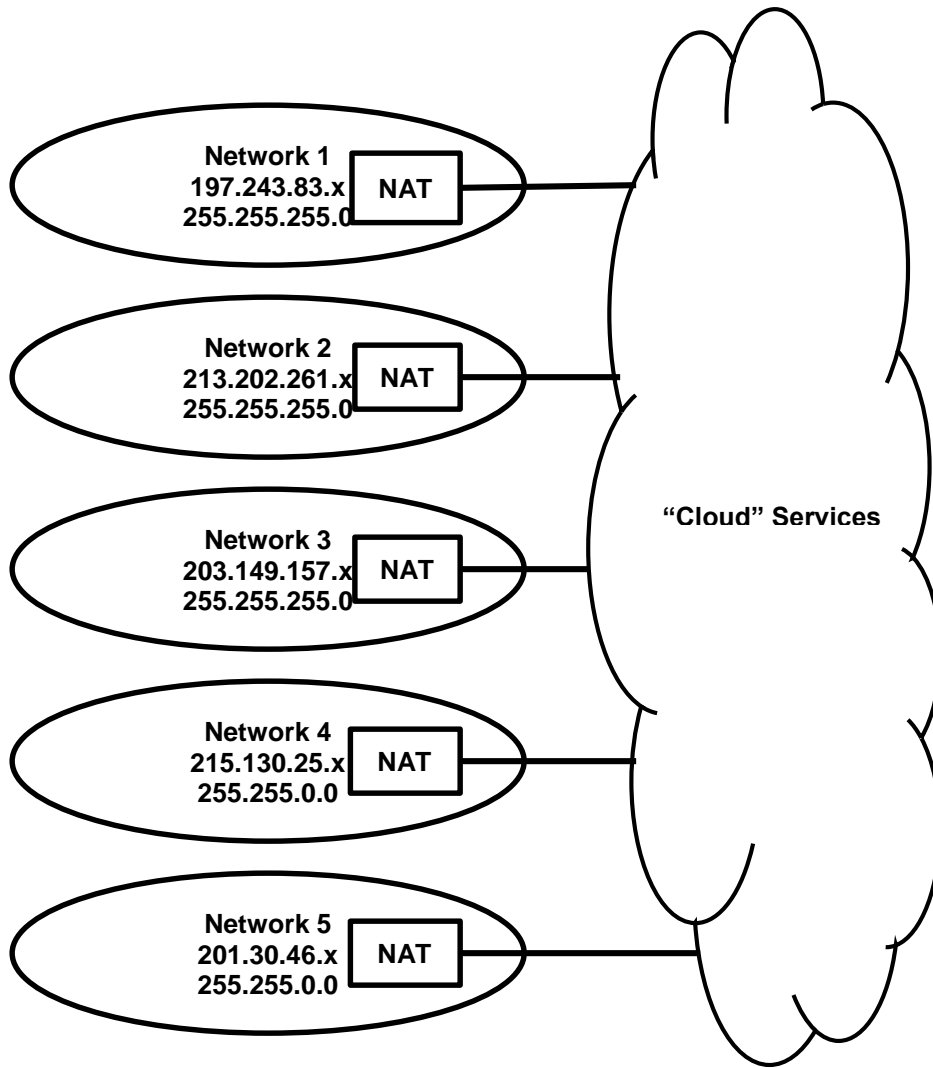 Network 1
197.243.83.x
255.255.255.0
NAT
Network 2
213.202.261.x
255.255.255.0
NAT
Network 3
203.149.157.x
255.255.255.0
NAT
Network 4
215.130.25.x
255.255.0.0
NAT
Network 5
201.30.46.x
255.255.0.0
NAT
“Cloud” Services